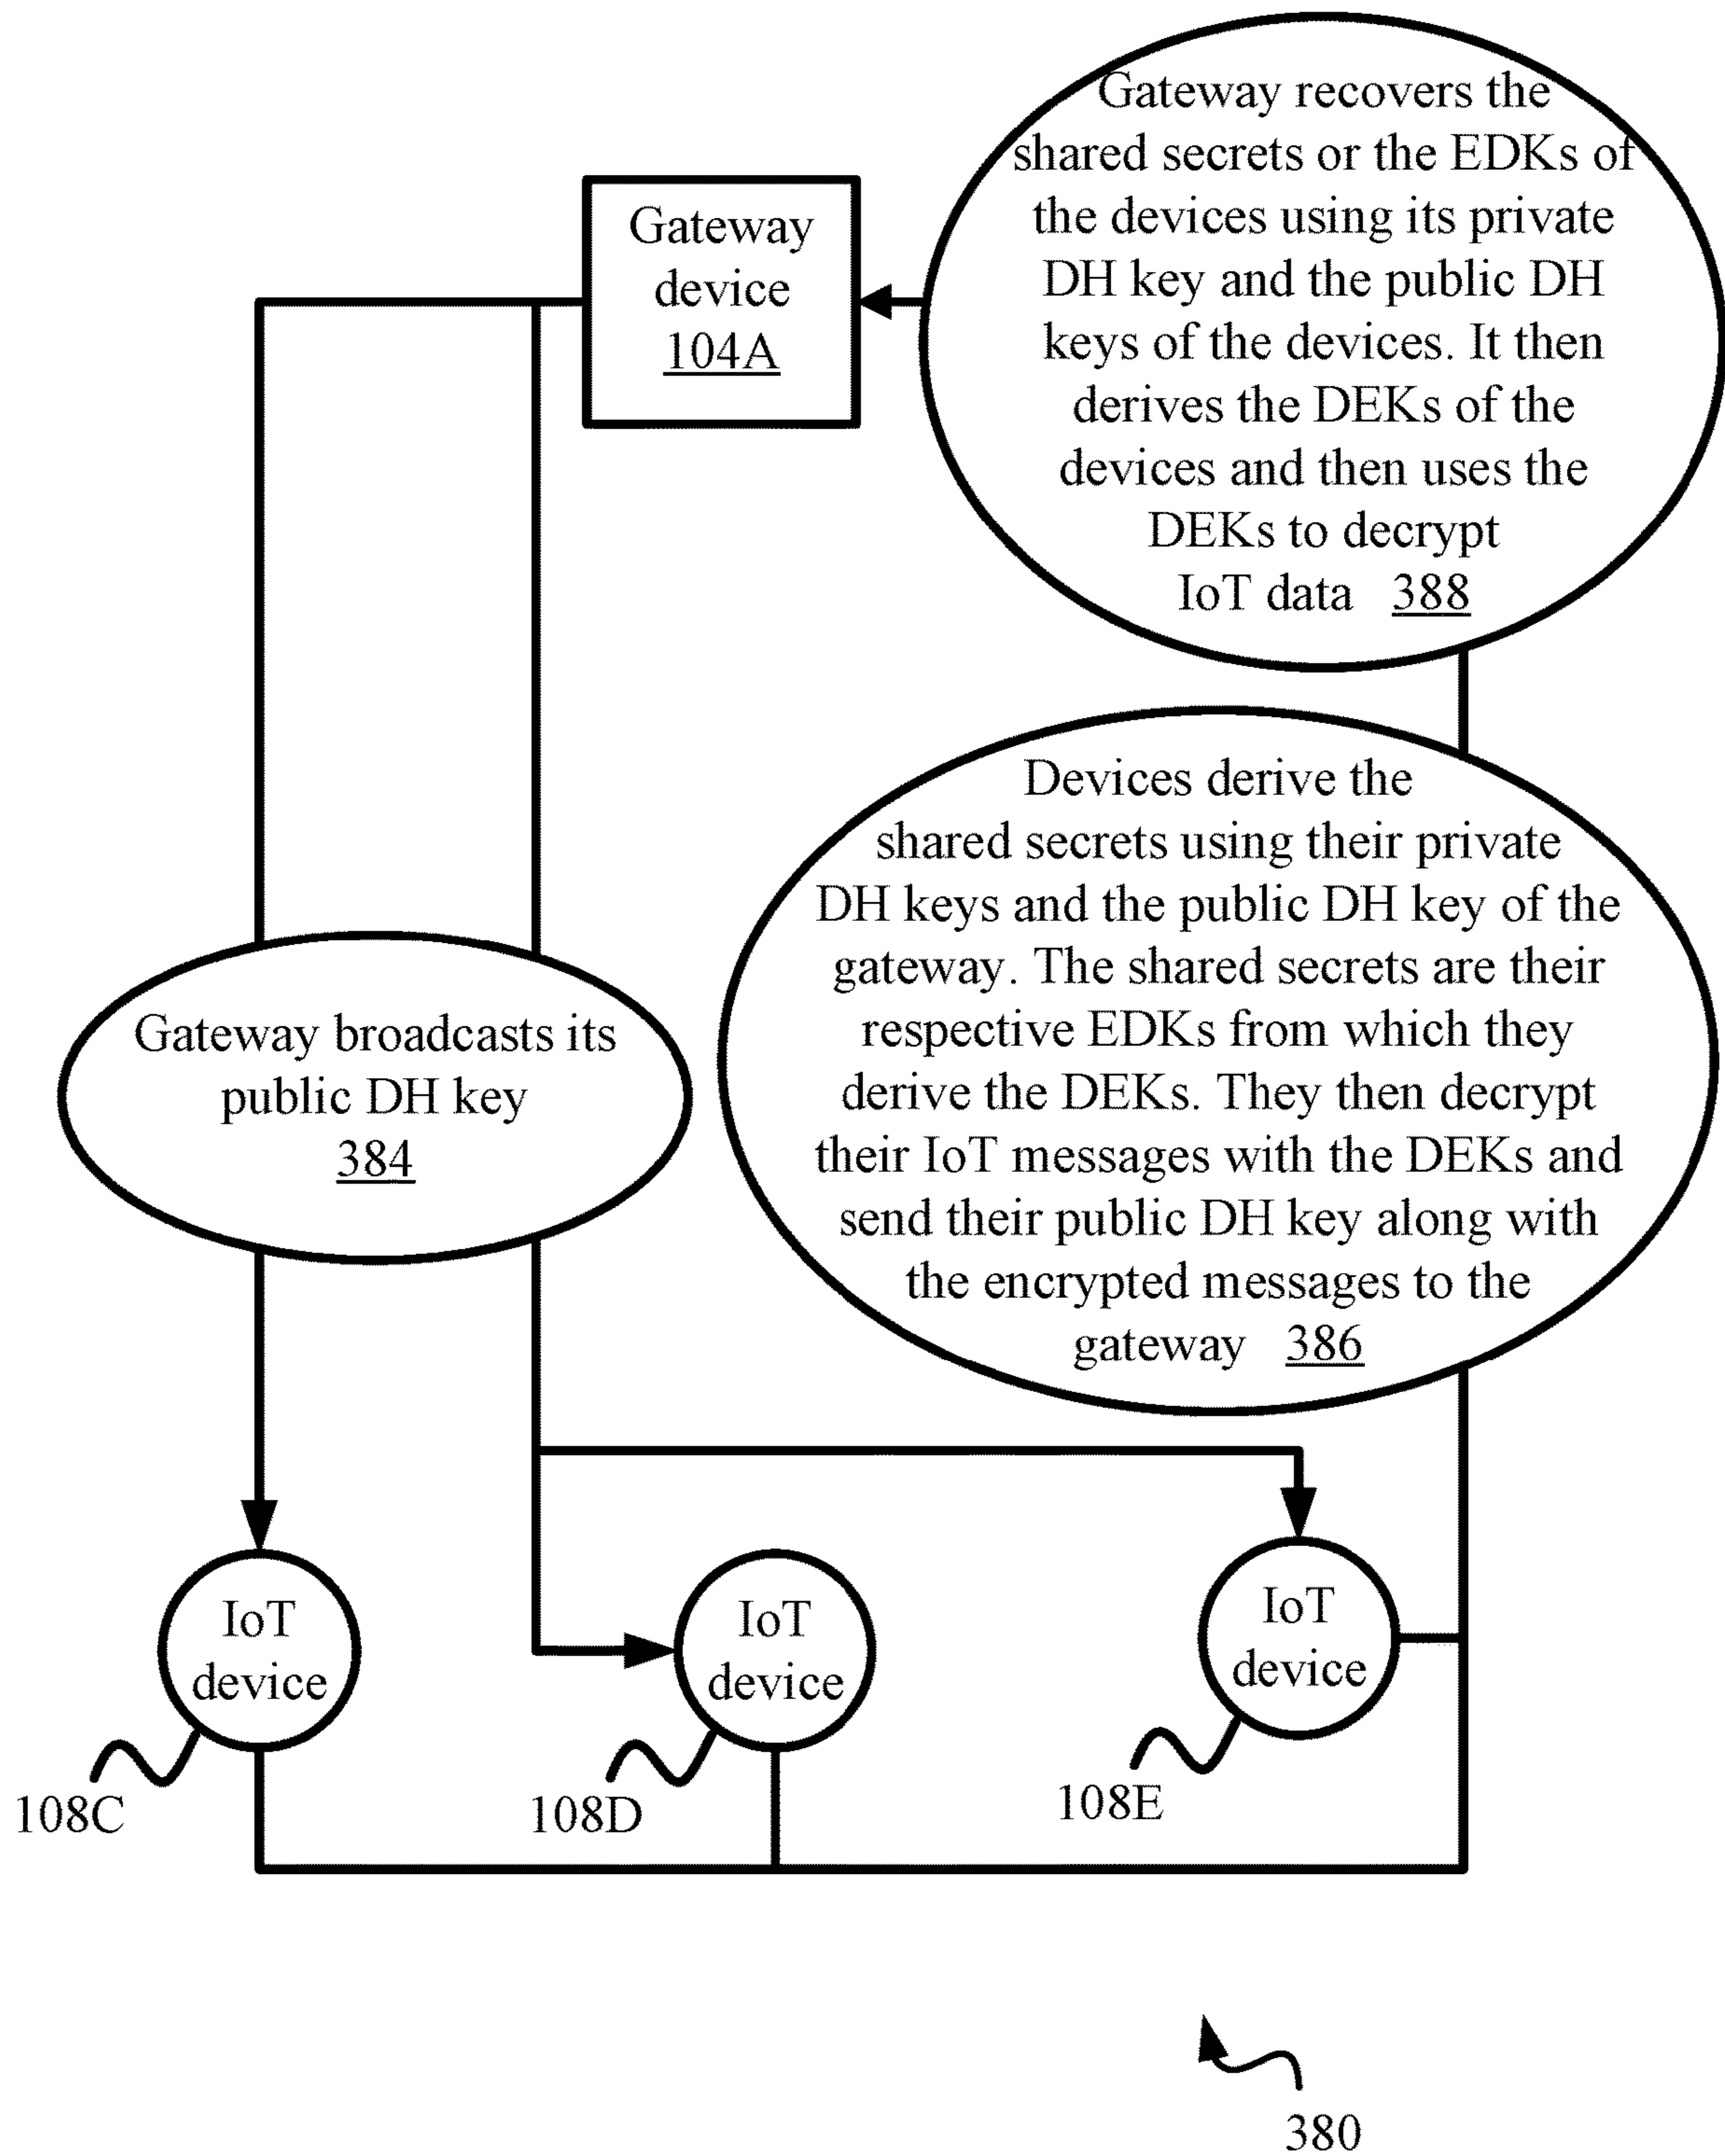 Gateway recovers the
shared secrets or the EDKs of
the devices using its private
DH key and the public DH
keys of the devices. It then
derives the DEKs of the
devices and then uses the
DEKs to decrypt
IoT data 388
Gateway
device
104A
Devices derive the
shared secrets using their private
DH keys and the public DH key of the
gateway. The shared secrets are their
respective EDKs from which they
derive the DEKs. They then decrypt
their IoT messages with the DEKs and
send their public DH key along with
the encrypted messages to the
gateway 386
Gateway broadcasts its
public DH key
384
IoT
device
108C
IoT
device
108D
IoT
device
108E
380